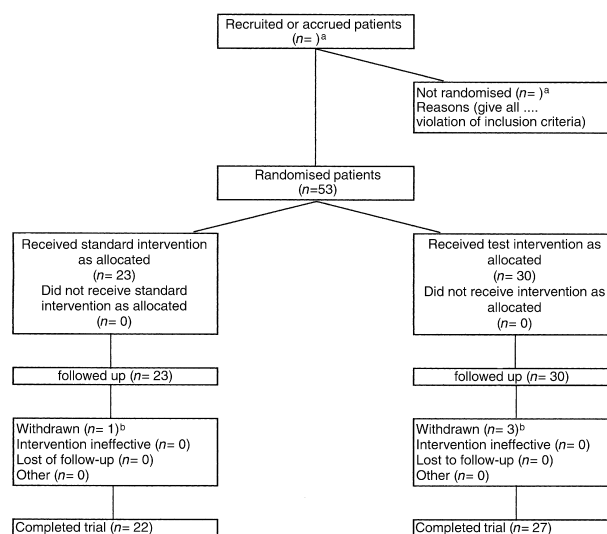 Recruited or accrued patients
(n= )a
Not randomised (n= )a
Reasons (give all ....
violation of inclusion criteria)
Randomised patients
(n=53)
Received standard intervention
as allocated
(n= 23)
Did not receive standard
intervention as allocated
(n= 0)
Received test intervention as
allocated
(n= 30)
Did not receive intervention as
allocated
(n= 0)
followed up (n= 23)
followed up (n= 30)
Withdrawn (n= 1)b
Intervention ineffective (n= 0)
Lost of follow-up (n= 0)
Other (n= 0)
Withdrawn (n= 3)b
Intervention ineffective (n= 0)
Lost to follow-up (n= 0)
Other (n= 0)
Completed trial (n= 22)
Completed trial (n= 27)